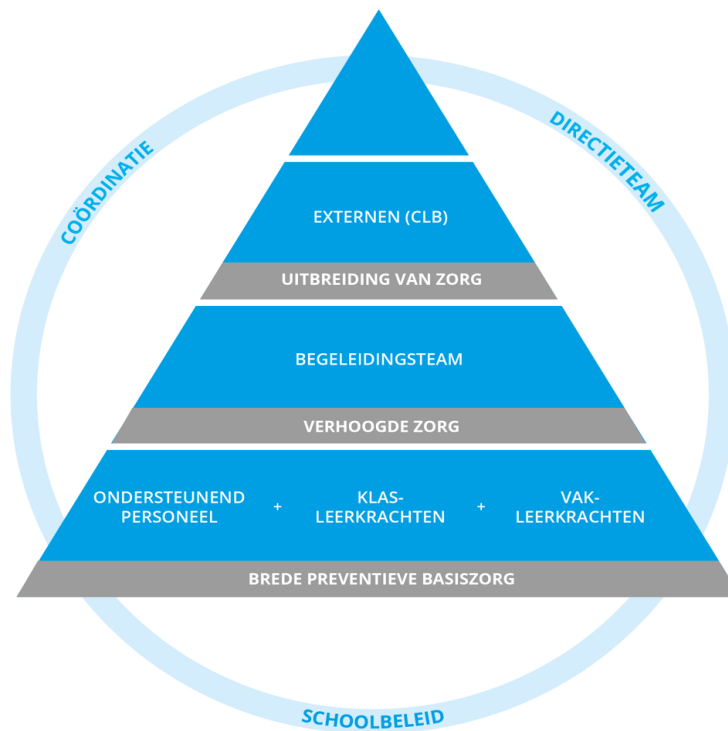 COÖRDINATIE
DIRECTIETEAM
EXTERNEN (CLB)
UITBREIDING VAN ZORG
BEGELEIDINGSTEAM
VERHOOGDE ZORG
ONDERSTEUNEND
PERSONEEL
+
KLAS-
LEERKRACHTEN
+
VAK-
LEERKRACHTEN
BREDE PREVENTIEVE BASISZORG
SCHOOLBELEID